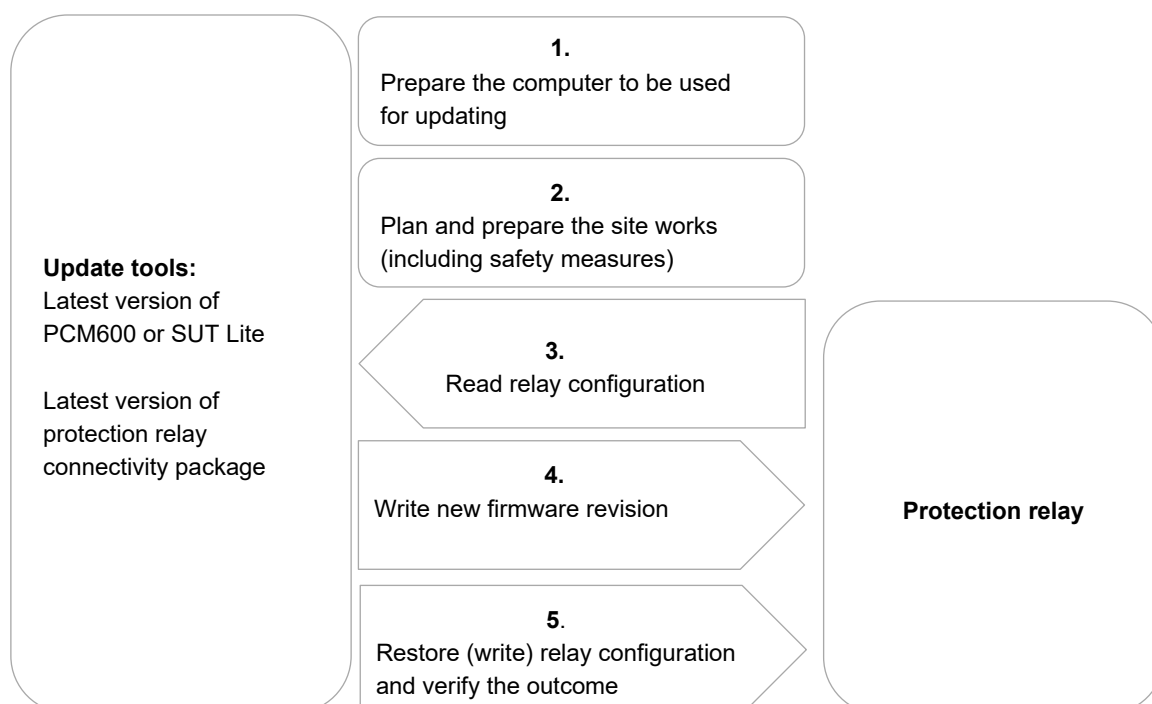 Update tools:
Latest version of
PCM600 or SUT Lite
Latest version of
protection relay
connectivity package
1.
Prepare the computer to be used
for updating
2.
Plan and prepare the site works
(including safety measures)
3.
Read relay configuration
4.
Write new firmware revision
5.
Restore (write) relay configuration
and verify the outcome
Protection relay